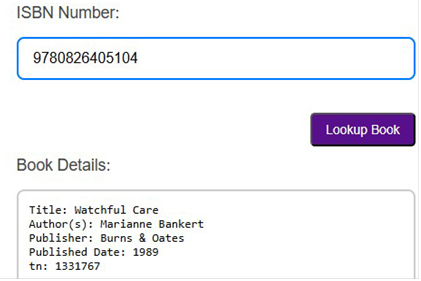 ISBN Number:
9780826405104
Lookup Book
Book Details:
Title: Watchful Care
Author(s): Marianne Bankert
Publisher: Burns & Oates
Published Date: 1989
tn: 1331767